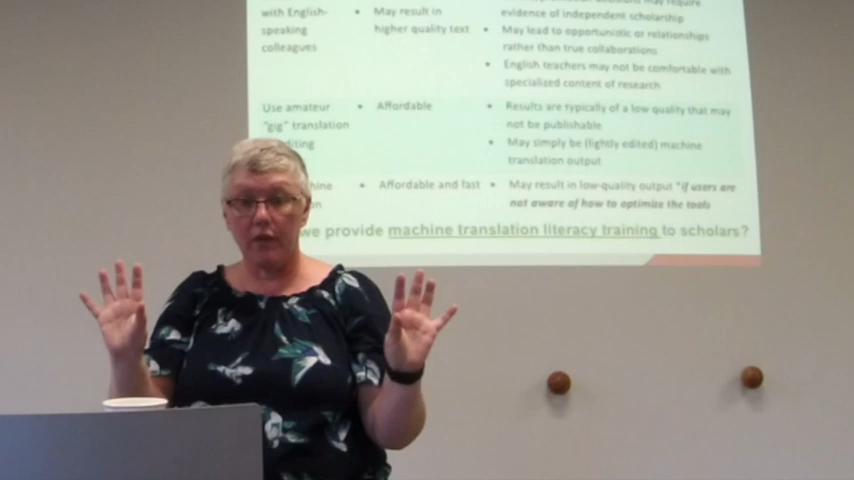 with English-
speaking
colleagues
• May result in
higher quality text
evidence of independent scholarship
• May lead to opportunistic or relationships
rather than true collaborations
• English teachers may not be comfortable with
specialized content of research
Use amateur
"gig" translation
diting
• Affordable
• Results are typically of a low quality that may
not be publishable
• May simply be (lightly edited) machine
translation output
hine
on
• Affordable and fast
• May result in low-quality output *if users are
not aware of how to optimize the tools
we provide machine translation literacy training to scholars?